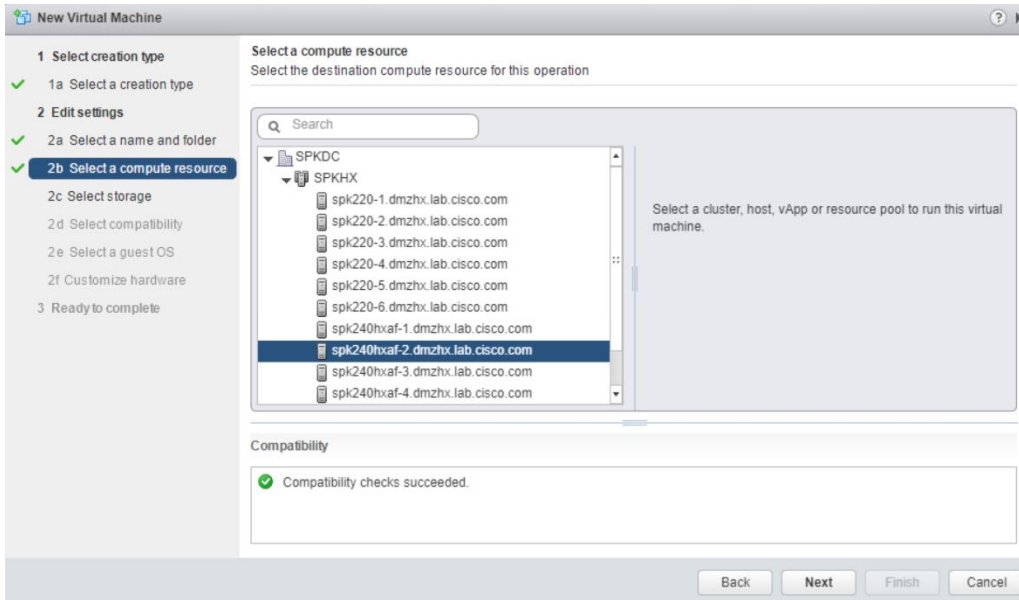 New Virtual Machine
?
1 Select creation type
1a Select a creation type
2 Edit settings
2a Select a name and folder
2b Select a compute resource
2c Select storage
2d Select compatibility
2e Select a guest OS
2f Customize hardware
3 Ready to complete
Select a compute resource
Select the destination compute resource for this operation
Search
SPKDC
SPKHX
spk220-1.dmzhx.lab.cisco.com
spk220-2.dmzhx.lab.cisco.com
spk220-3.dmzhx.lab.cisco.com
spk220-4.dmzhx.lab.cisco.com
spk220-5.dmzhx.lab.cisco.com
spk220-6.dmzhx.lab.cisco.com
spk240hxaf-1.dmzhx.lab.cisco.com
spk240hxaf-2.dmzhx.lab.cisco.com
spk240hxaf-3.dmzhx.lab.cisco.com
spk240hxaf-4.dmzhx.lab.cisco.com
Select a cluster, host, vApp or resource pool to run this virtual
machine.
Compatibility
Compatibility checks succeeded.
Back Next Finish Cancel